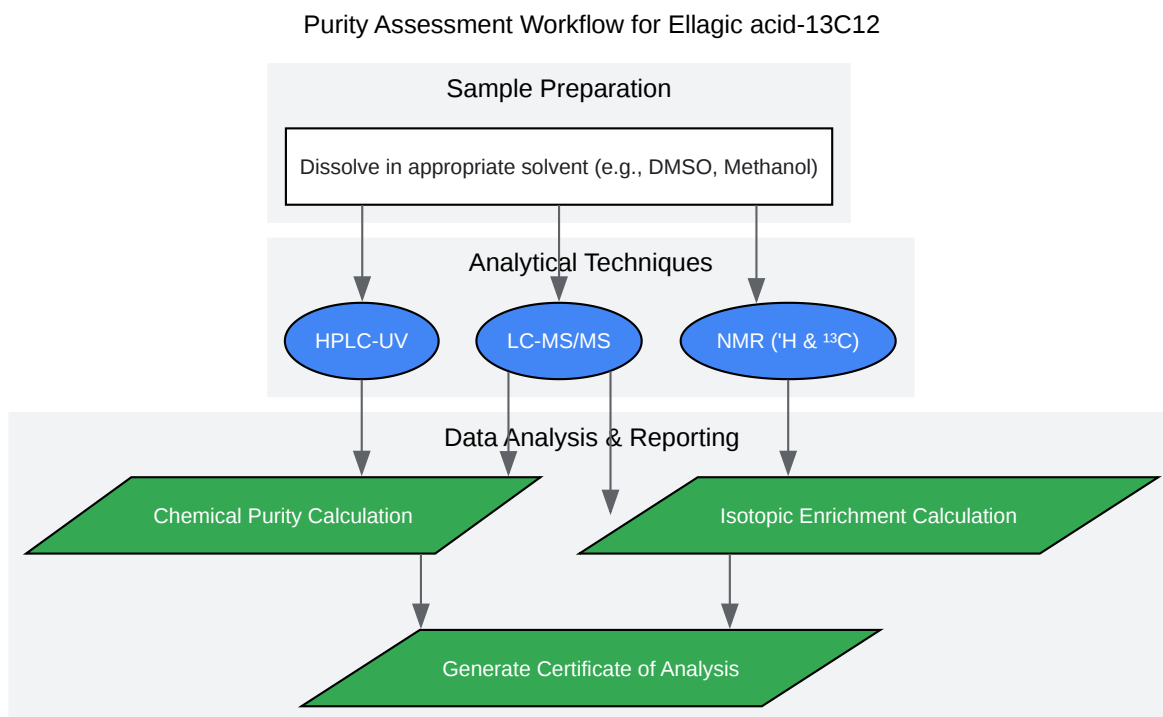 Purity Assessment Workflow for Ellagic acid-13C12
Sample Preparation
Dissolve in appropriate solvent (e.g., DMSO, Methanol)
Analytical Techniques
HPLC-UV
LC-MS/MS
NMR ('H & ¹³C)
Data Analysis & Reporting
Chemical Purity Calculation
Isotopic Enrichment Calculation
Generate Certificate of Analysis